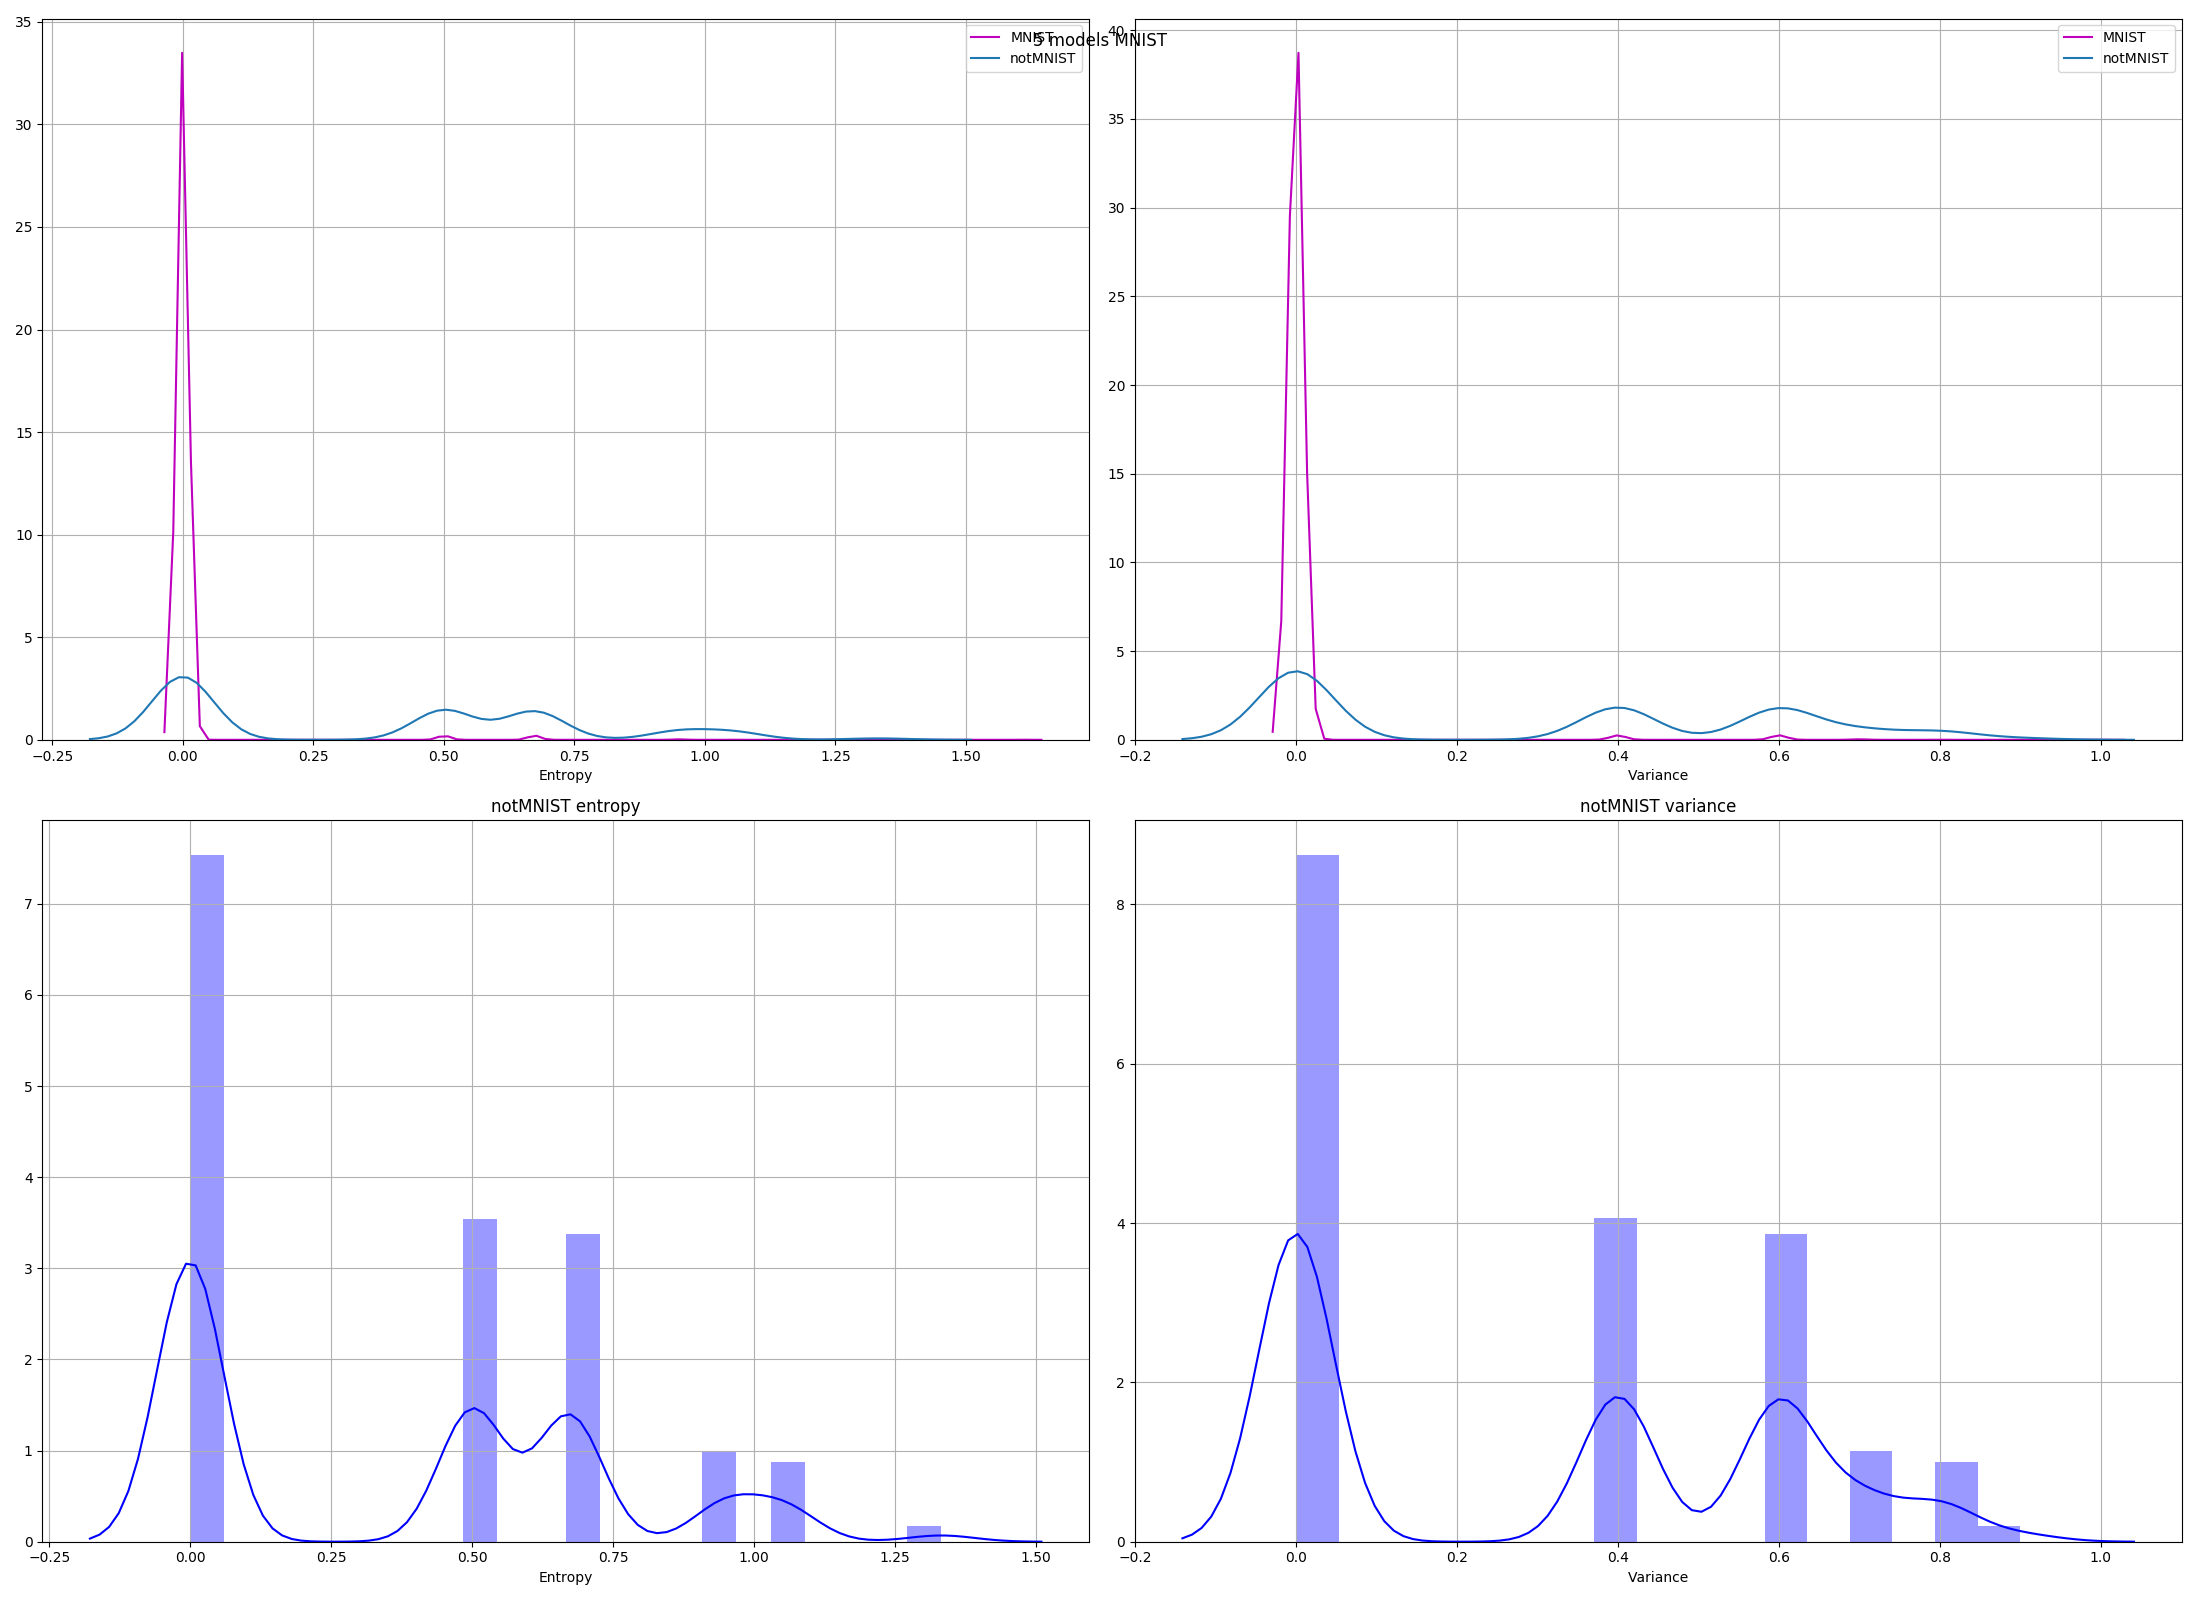 5 models MNIST
MNIST
notMNIST
35
30
25
20
15
10
5
0
−0.25 0.00 0.25 0.50 0.75 1.00 1.25 1.50
Entropy
MNIST
notMNIST
40
35
30
25
20
15
10
5
0
−0.2 0.0 0.2 0.4 0.6 0.8 1.0
Variance
notMNIST entropy
7
6
5
4
3
2
1
0
−0.25 0.00 0.25 0.50 0.75 1.00 1.25 1.50
Entropy
notMNIST variance
8
6
4
2
0
−0.2 0.0 0.2 0.4 0.6 0.8 1.0
Variance